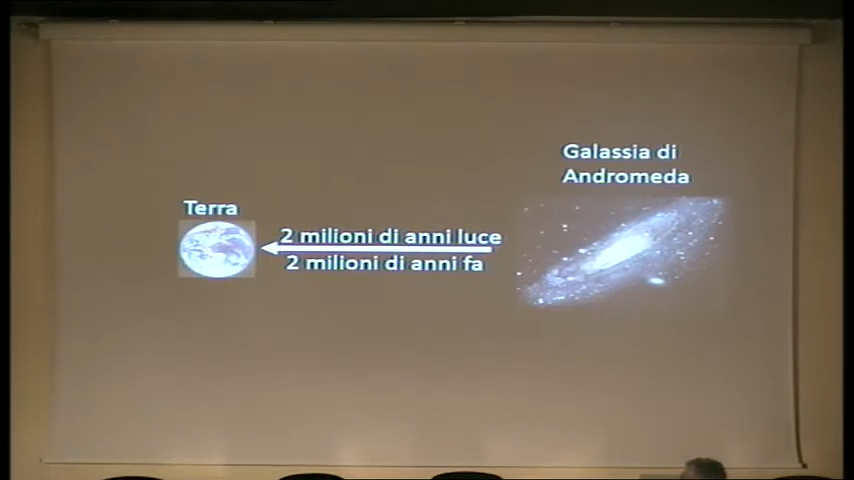 Galassia di
Andromeda
Terra
2 milioni di anni luce
2 milioni di anni fa